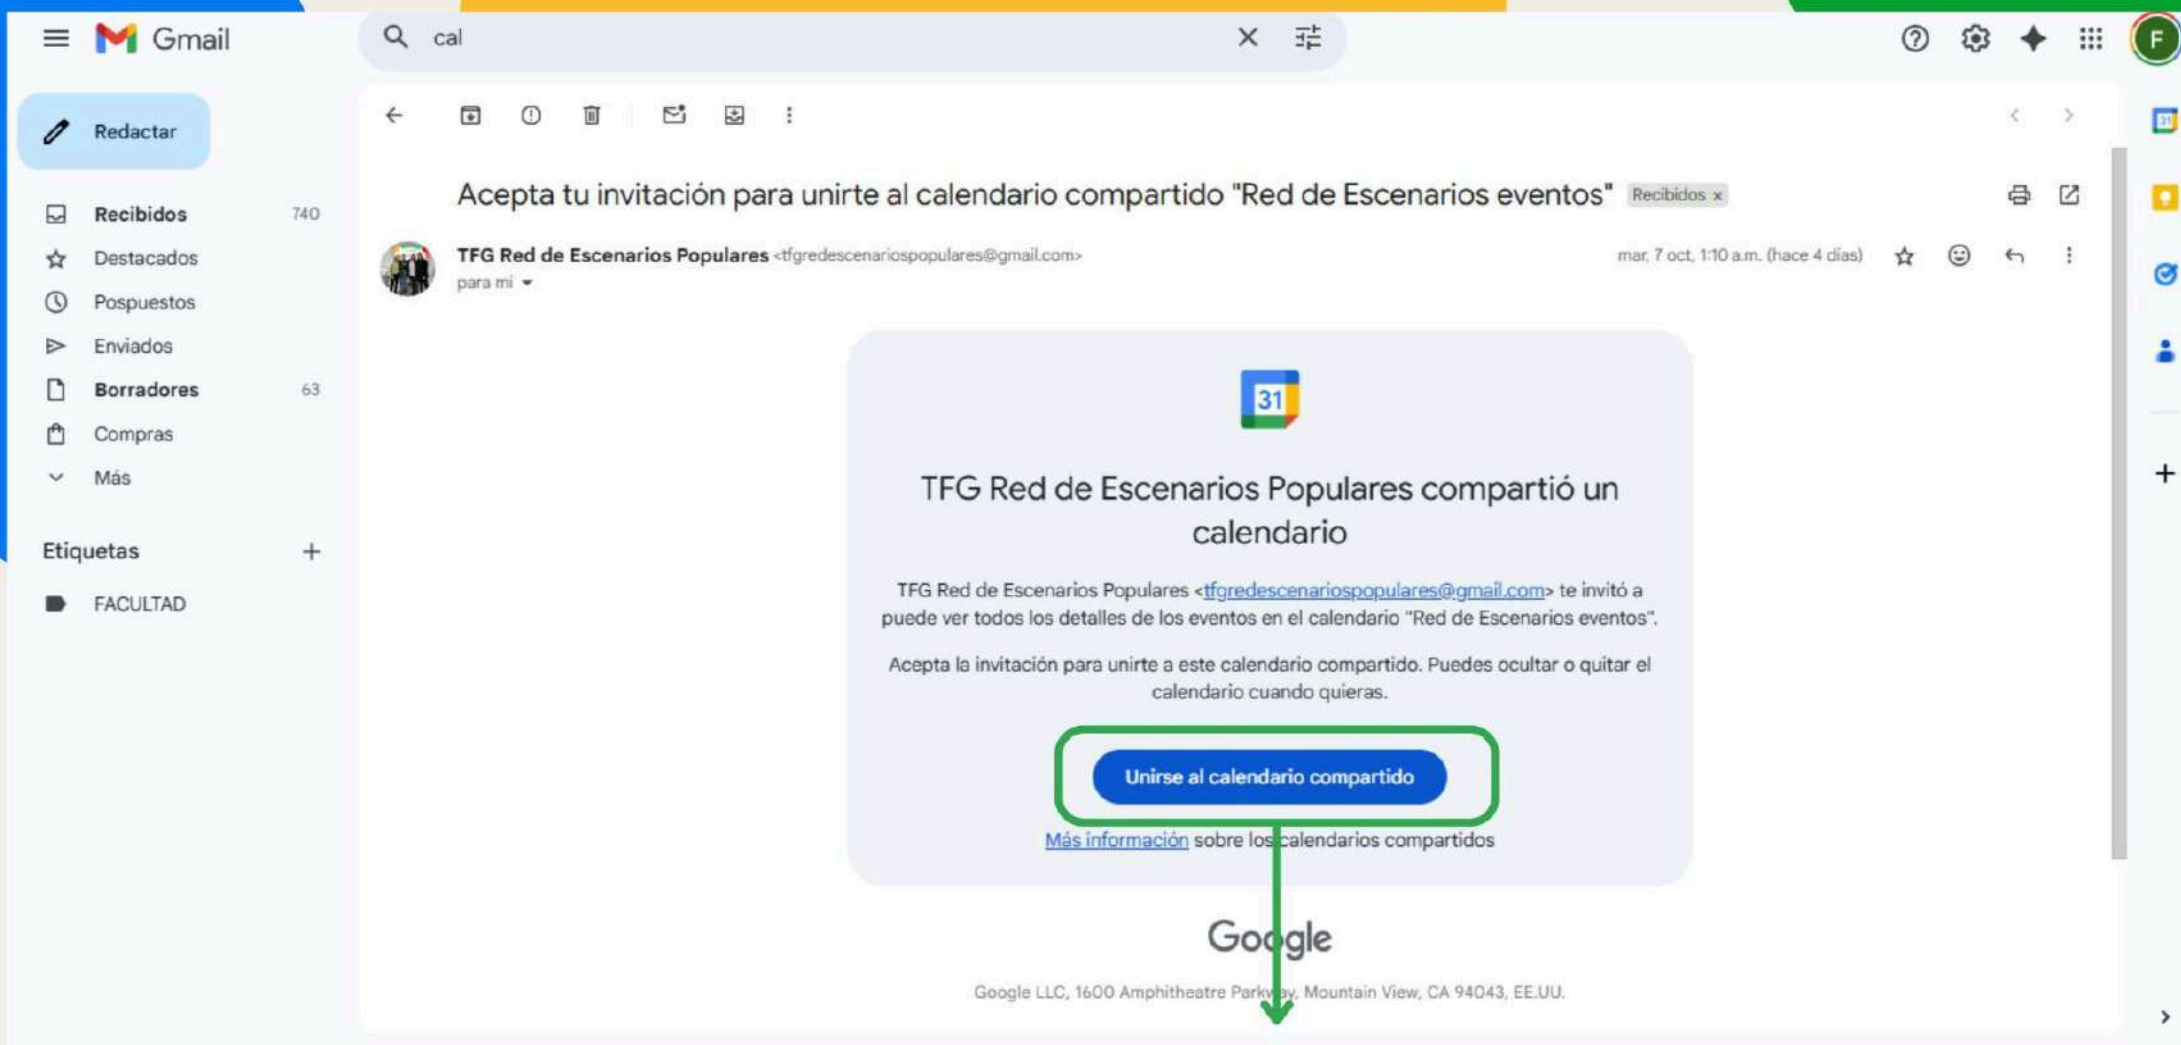 Gmail
cal
F
Redactar
Recibidos 740
Destacados
Pospuestos
Enviados
Borradores 63
Compras
Más
Etiquetas
FACULTAD
Acepta tu invitación para unirte al calendario compartido "Red de Escenarios eventos" Recibidos x
TFG Red de Escenarios Populares <tfgredescenariospopulares@gmail.com> mar, 7 oct, 1:10 a.m. (hace 4 días)
para mí
31
TFG Red de Escenarios Populares compartió un
calendario
TFG Red de Escenarios Populares <tfgredescenariospopulares@gmail.com> te invitó a
puede ver todos los detalles de los eventos en el calendario "Red de Escenarios eventos".
Acepta la invitación para unirte a este calendario compartido. Puedes ocultar o quitar el
calendario cuando quieras.
Unirse al calendario compartido
Más información sobre los calendarios compartidos
Google
Google LLC, 1600 Amphitheatre Parkway, Mountain View, CA 94043, EE.UU.
31